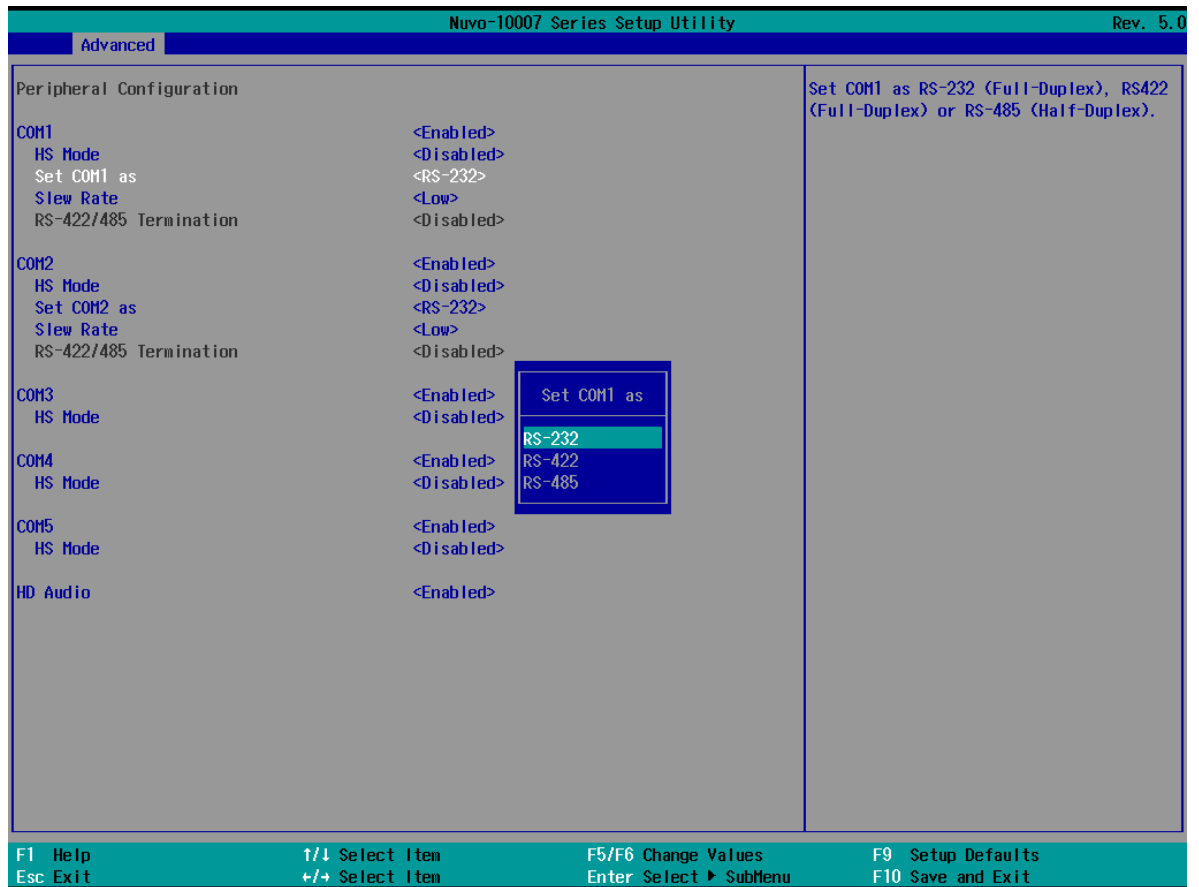 Nuvo-10007 Series Setup Utility Rev. 5.0
Advanced
Peripheral Configuration
Set COM1 as RS-232 (Full-Duplex), RS422
(Full-Duplex) or RS-485 (Half-Duplex).
COM1 <Enabled>
HS Mode <Disabled>
Set COM1 as <RS-232>
Slew Rate <Low>
RS-422/485 Termination <Disabled>
COM2 <Enabled>
HS Mode <Disabled>
Set COM2 as <RS-232>
Slew Rate <Low>
RS-422/485 Termination <Disabled>
COM3 <Enabled>
HS Mode <Disabled>
COM4 <Enabled>
HS Mode <Disabled>
COM5 <Enabled>
HS Mode <Disabled>
HD Audio <Enabled>
Set COM1 as
RS-232
RS-422
RS-485
F1 Help ↑/↓ Select Item F5/F6 Change Values F9 Setup Defaults
Esc Exit ←/→ Select Item Enter Select ▶ SubMenu F10 Save and Exit